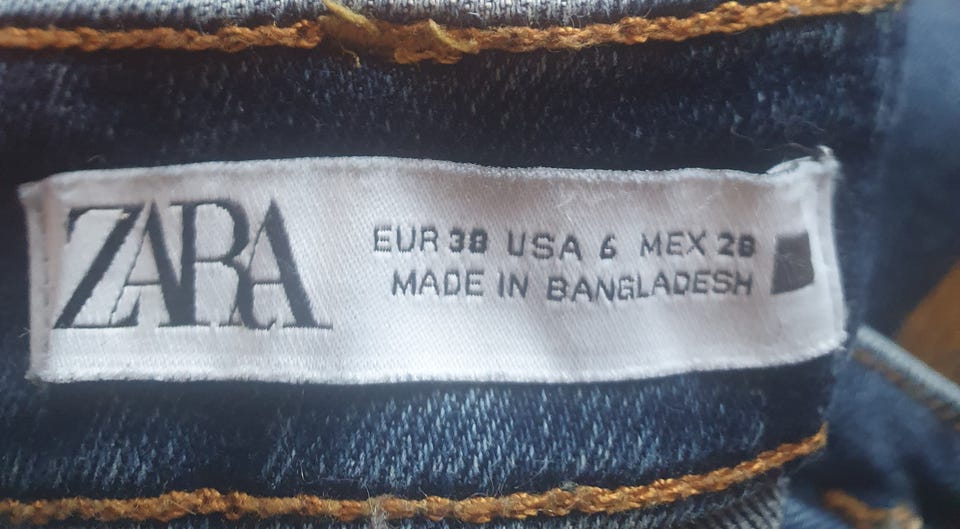 ZARA
EUR 38 USA 6 MEX 28
MADE IN BANGLADESH